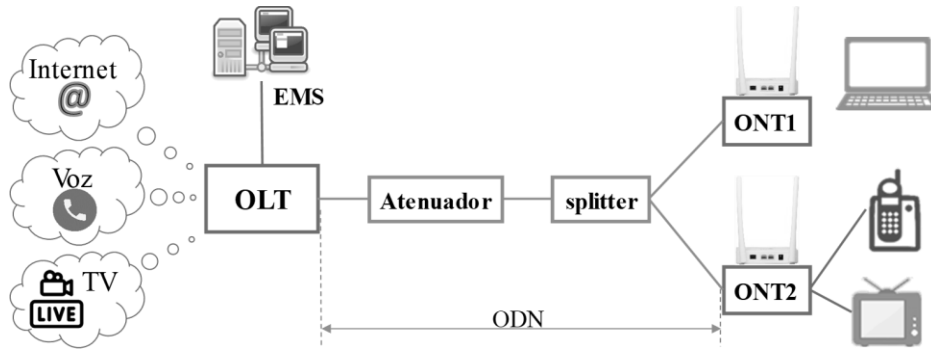 Internet
@
EMS
Voz
TV
LIVE
OLT
Atenuador
splitter
ONT1
ONT2
ODN